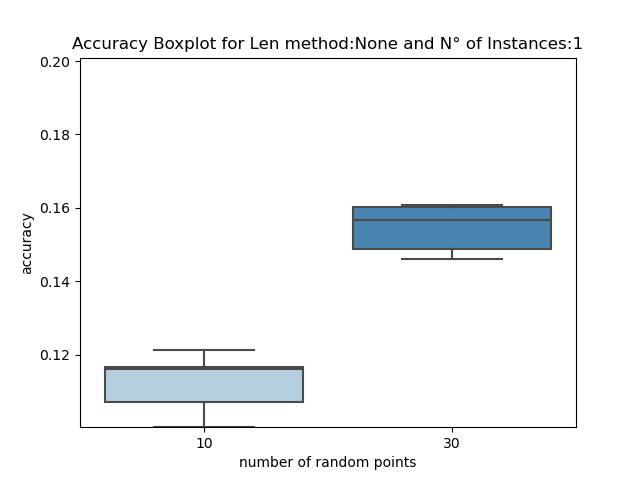 Accuracy Boxplot for Len method:None and N° of Instances:1
0.20
0.18
0.16
0.14
0.12
accuracy
10
30
number of random points